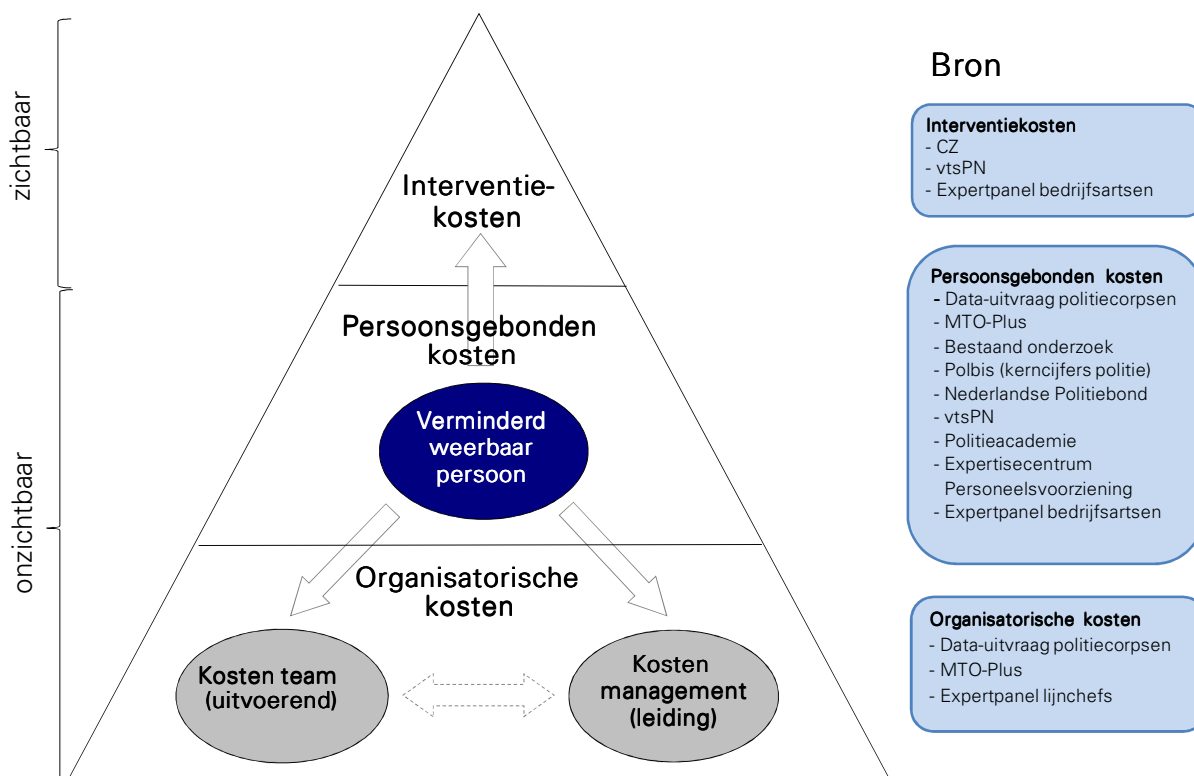 zichtbaar
onzichtbaar
Interventie-
kosten
Persoonsgebonden
kosten
Verminderd
weerbaar
persoon
Organisatorische
kosten
Kosten team
(uitvoerend)
Kosten
management
(leiding)
Bron
Interventiekosten
- CZ
- vtsPN
- Expertpanel bedrijfsartsen
Persoonsgebonden kosten
- Data-uitvraag politiecorpsen
- MTO-Plus
- Bestaand onderzoek
- Polbis (kerncijfers politie)
- Nederlandse Politiebond
- vtsPN
- Politieacademie
- Expertisecentrum
Personeelsvoorziening
- Expertpanel bedrijfsartsen
Organisatorische kosten
- Data-uitvraag politiecorpsen
- MTO-Plus
- Expertpanel lijnchefs